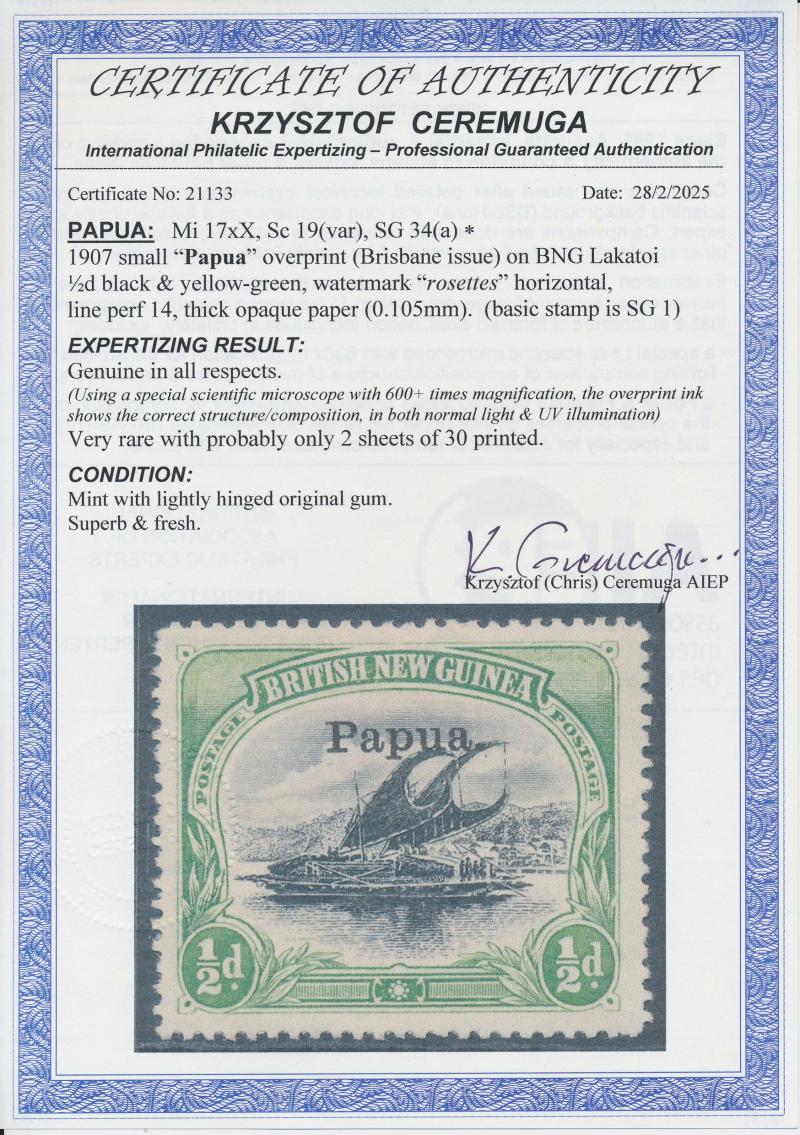 CERTIFICATE OF AUTHENTICITY
KRZYSZTOF CEREMUGA
International Philatelic Expertizing – Professional Guaranteed Authentication
Certificate No: 21133 Date: 28/2/2025
PAPUA: Mi 17xX, Sc 19(var), SG 34(a) *
1907 small “Papua” overprint (Brisbane issue) on BNG Lakatoi
½d black & yellow-green, watermark “rosettes” horizontal,
line perf 14, thick opaque paper (0.105mm). (basic stamp is SG 1)
EXPERTIZING RESULT:
Genuine in all respects.
(Using a special scientific microscope with 600+ times magnification, the overprint ink
shows the correct structure/composition, in both normal light & UV illumination)
Very rare with probably only 2 sheets of 30 printed.
CONDITION:
Mint with lightly hinged original gum.
Superb & fresh.
K Ceremuga...
Krzysztof (Chris) Ceremuga AIEP
BRITISH NEW GUINEA
Papua.
POSTAGE
POSTAGE
½d.
½d.